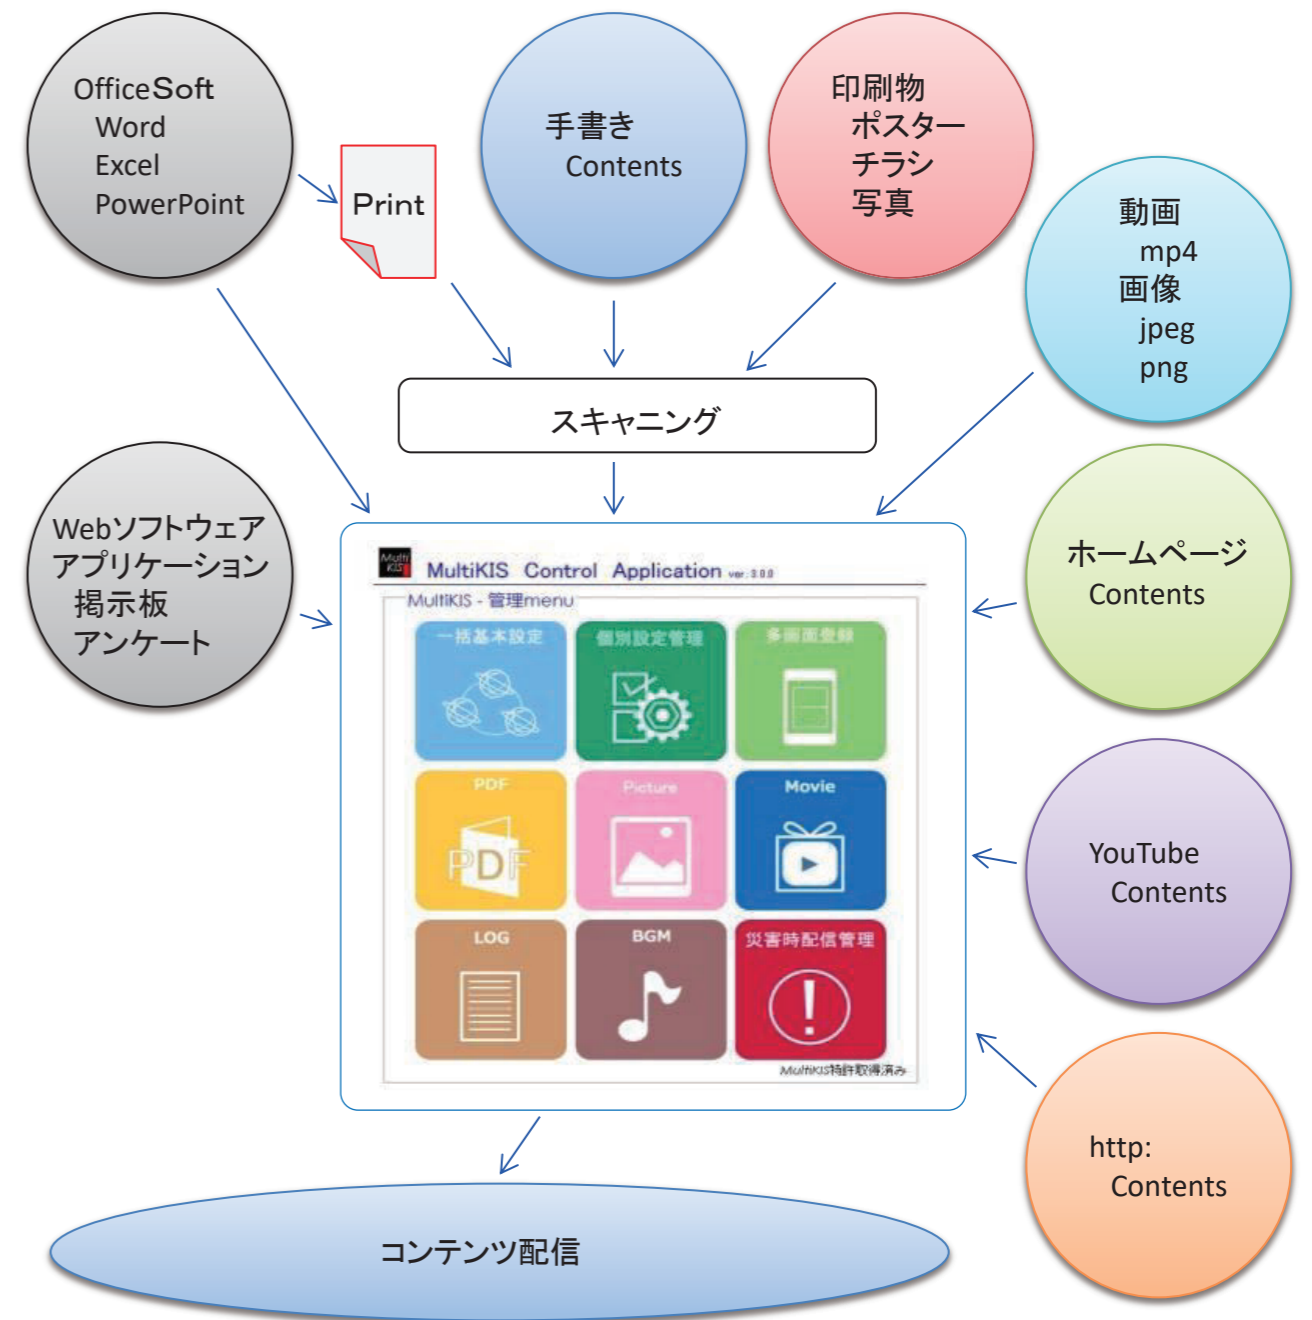 OfficeSoft
Word
Excel
PowerPoint
Print
手書き
Contents
印刷物
ポスター
チラシ
写真
動画
mp4
画像
jpeg
png
スキャニング
Webソフトウェア
アプリケーション
掲示板
アンケート
ホームページ
Contents
YouTube
Contents
http:
Contents
Multi
KIS
MultiKIS Control Application ver. 3.0.0
MultiKIS - 管理menu
一括基本設定
個別設定管理
多画面登録
PDF
PDF
Picture
Movie
LOG
BGM
災害時配信管理
MultiKIS特許取得済み
コンテンツ配信